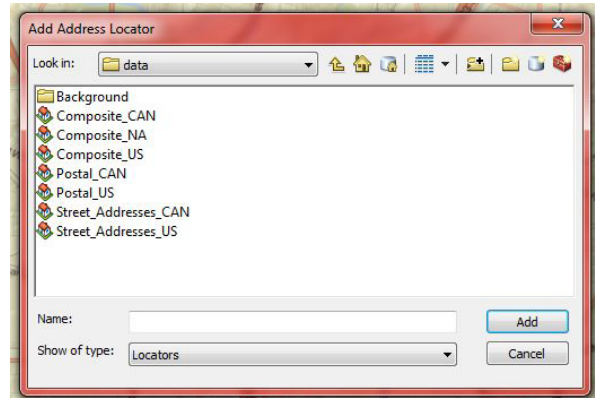 Add Address Locator
Look in: data
Background
Composite_CAN
Composite_NA
Composite_US
Postal_CAN
Postal_US
Street_Addresses_CAN
Street_Addresses_US
Name: Add
Show of type: Locators Cancel